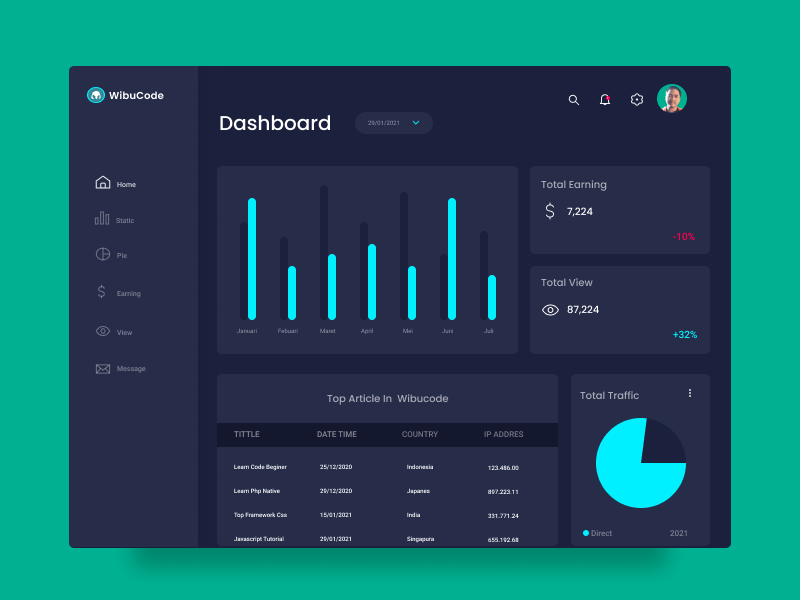 WibuCode
Dashboard
29/01/2021
Home
Static
Pie
Earning
View
Message
Januari Febuari Maret April Mei Juni Juli
Total Earning
$ 7,224
-10%
Total View
87,224
+32%
Top Article In Wibucode
TITTLE DATE TIME COUNTRY IP ADDRES
Learn Code Beginer 25/12/2020 Indonesia 123.486.00
Learn Php Native 29/12/2020 Japanes 897.223.11
Top Framework Css 15/01/2021 India 331.771.24
Javascript Tutorial 29/01/2021 Singapura 655.192.68
Total Traffic
Direct 2021